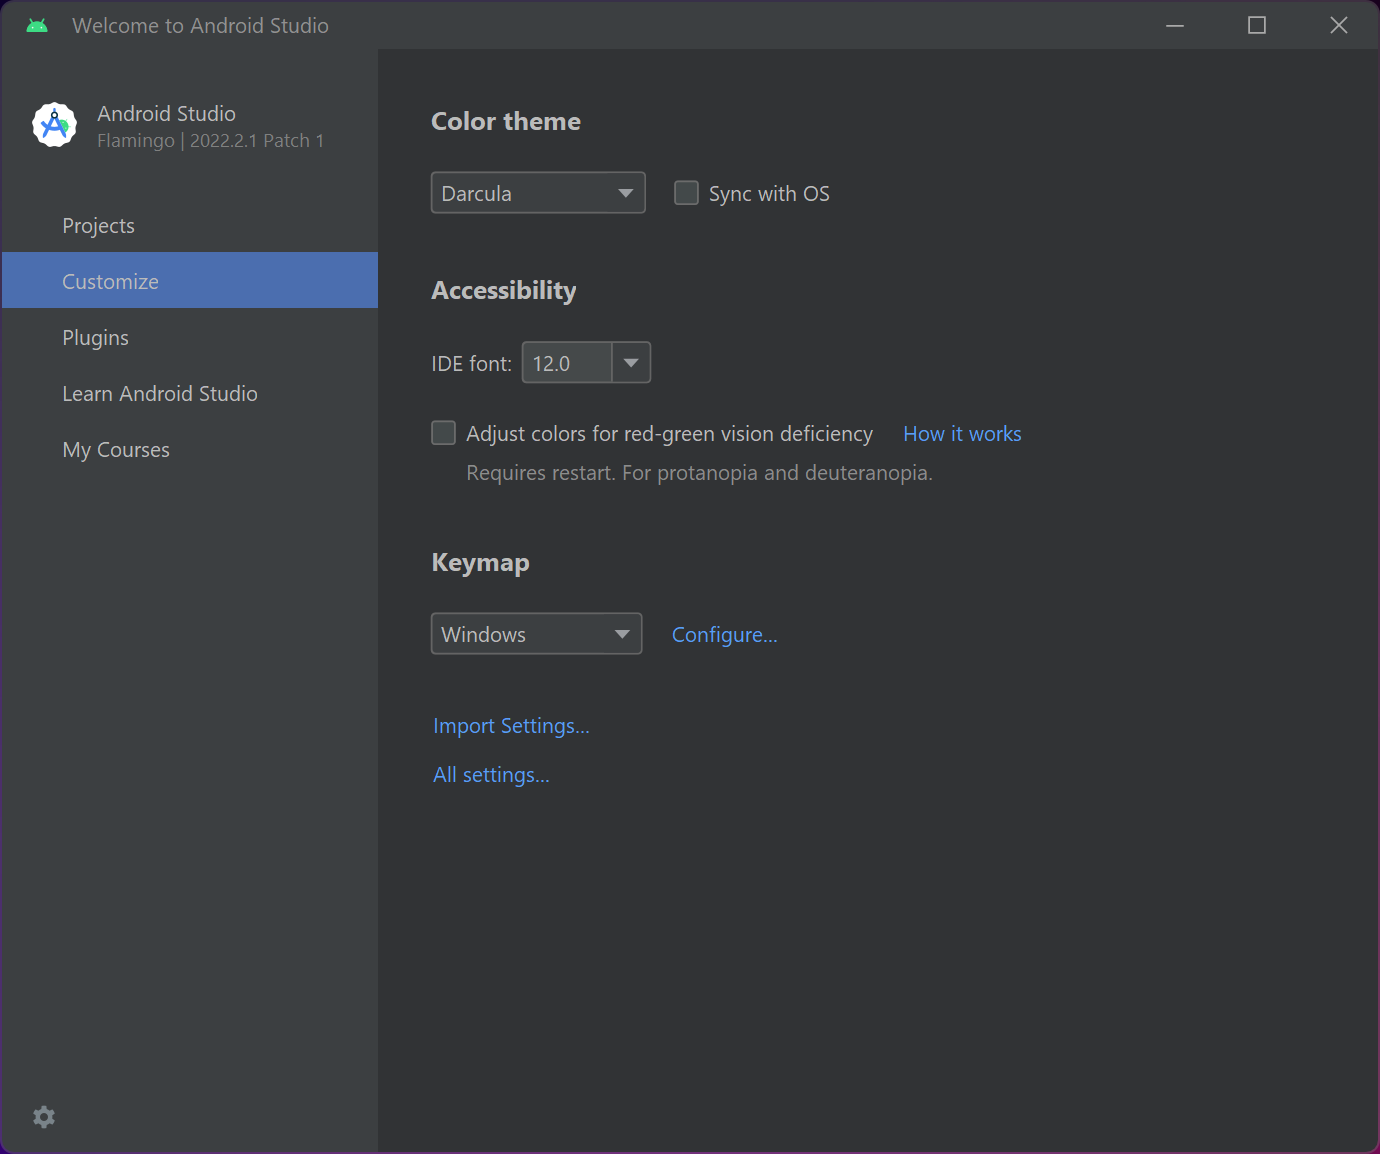 Welcome to Android Studio
Android Studio
Flamingo | 2022.2.1 Patch 1
Projects
Customize
Plugins
Learn Android Studio
My Courses
Color theme
Darcula
Sync with OS
Accessibility
IDE font: 12.0
Adjust colors for red-green vision deficiency How it works
Requires restart. For protanopia and deuteranopia.
Keymap
Windows
Configure...
Import Settings...
All settings...